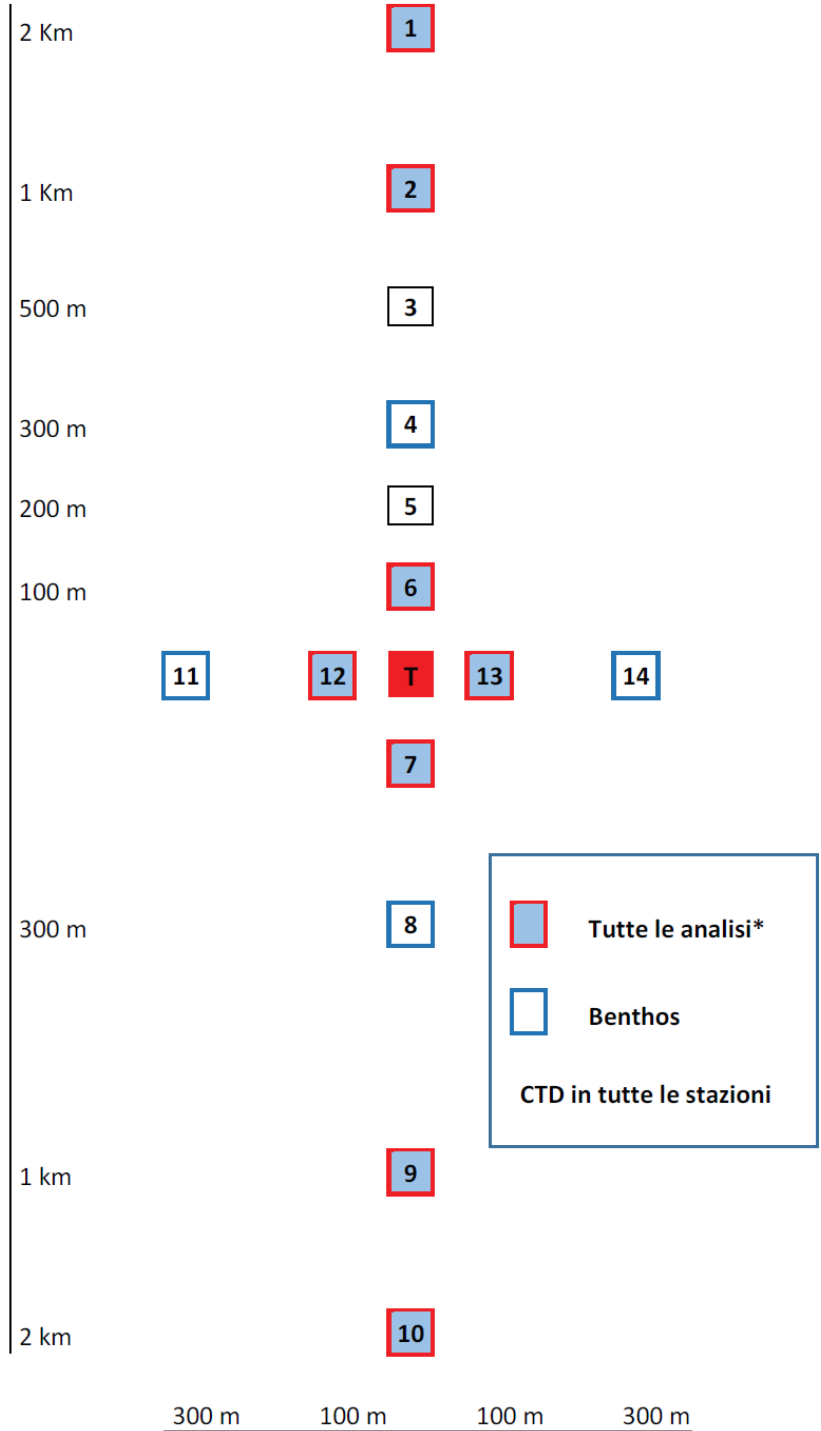 2 Km
1
1 Km
2
500 m
3
300 m
4
200 m
5
100 m
6
11
12
T
13
14
7
300 m
8
Tutte le analisi*
Benthos
CTD in tutte le stazioni
1 km
9
2 km
10
300 m 100 m 100 m 300 m